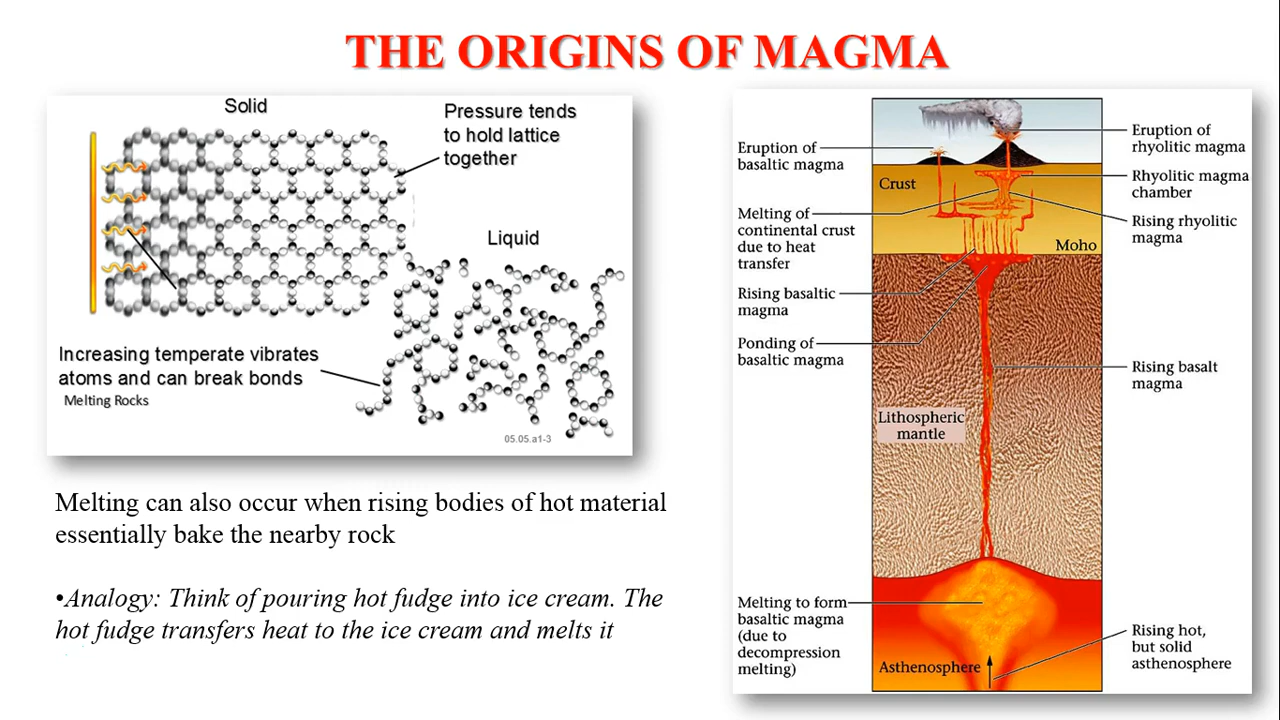 THE ORIGINS OF MAGMA
Solid
Pressure tends
to hold lattice
together
Liquid
Increasing temperate vibrates
atoms and can break bonds
Melting Rocks
05.05.a1-3
Melting can also occur when rising bodies of hot material
essentially bake the nearby rock
•Analogy: Think of pouring hot fudge into ice cream. The
hot fudge transfers heat to the ice cream and melts it
Eruption of
basaltic magma
Crust
Melting of
continental crust
due to heat
transfer
Moho
Rising basaltic
magma
Ponding of
basaltic magma
Lithospheric
mantle
Melting to form
basaltic magma
(due to
decompression
melting)
Asthenosphere
Eruption of
rhyolitic magma
Rhyolitic magma
chamber
Rising rhyolitic
magma
Rising basalt
magma
Rising hot,
but solid
asthenosphere